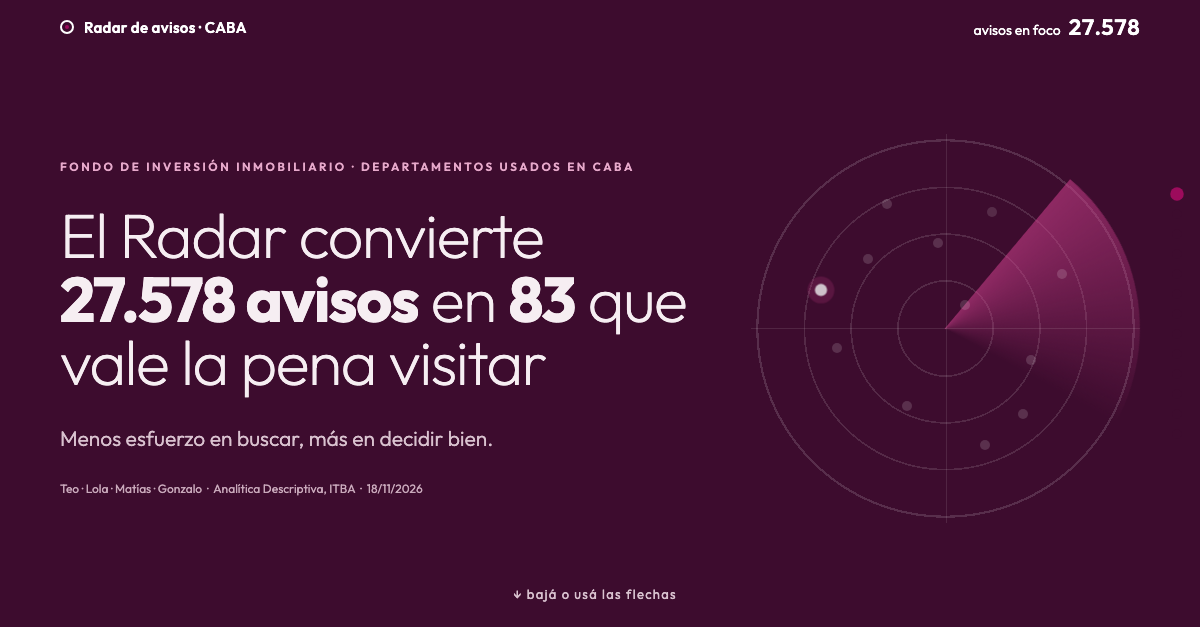 Radar de avisos · CABA
avisos en foco 27.578
FONDO DE INVERSIÓN INMOBILIARIO · DEPARTAMENTOS USADOS EN CABA
El Radar convierte
27.578 avisos en 83 que
vale la pena visitar
Menos esfuerzo en buscar, más en decidir bien.
Teo · Lola · Matías · Gonzalo · Analítica Descriptiva, ITBA · 18/11/2026
↓ bajá o usá las flechas